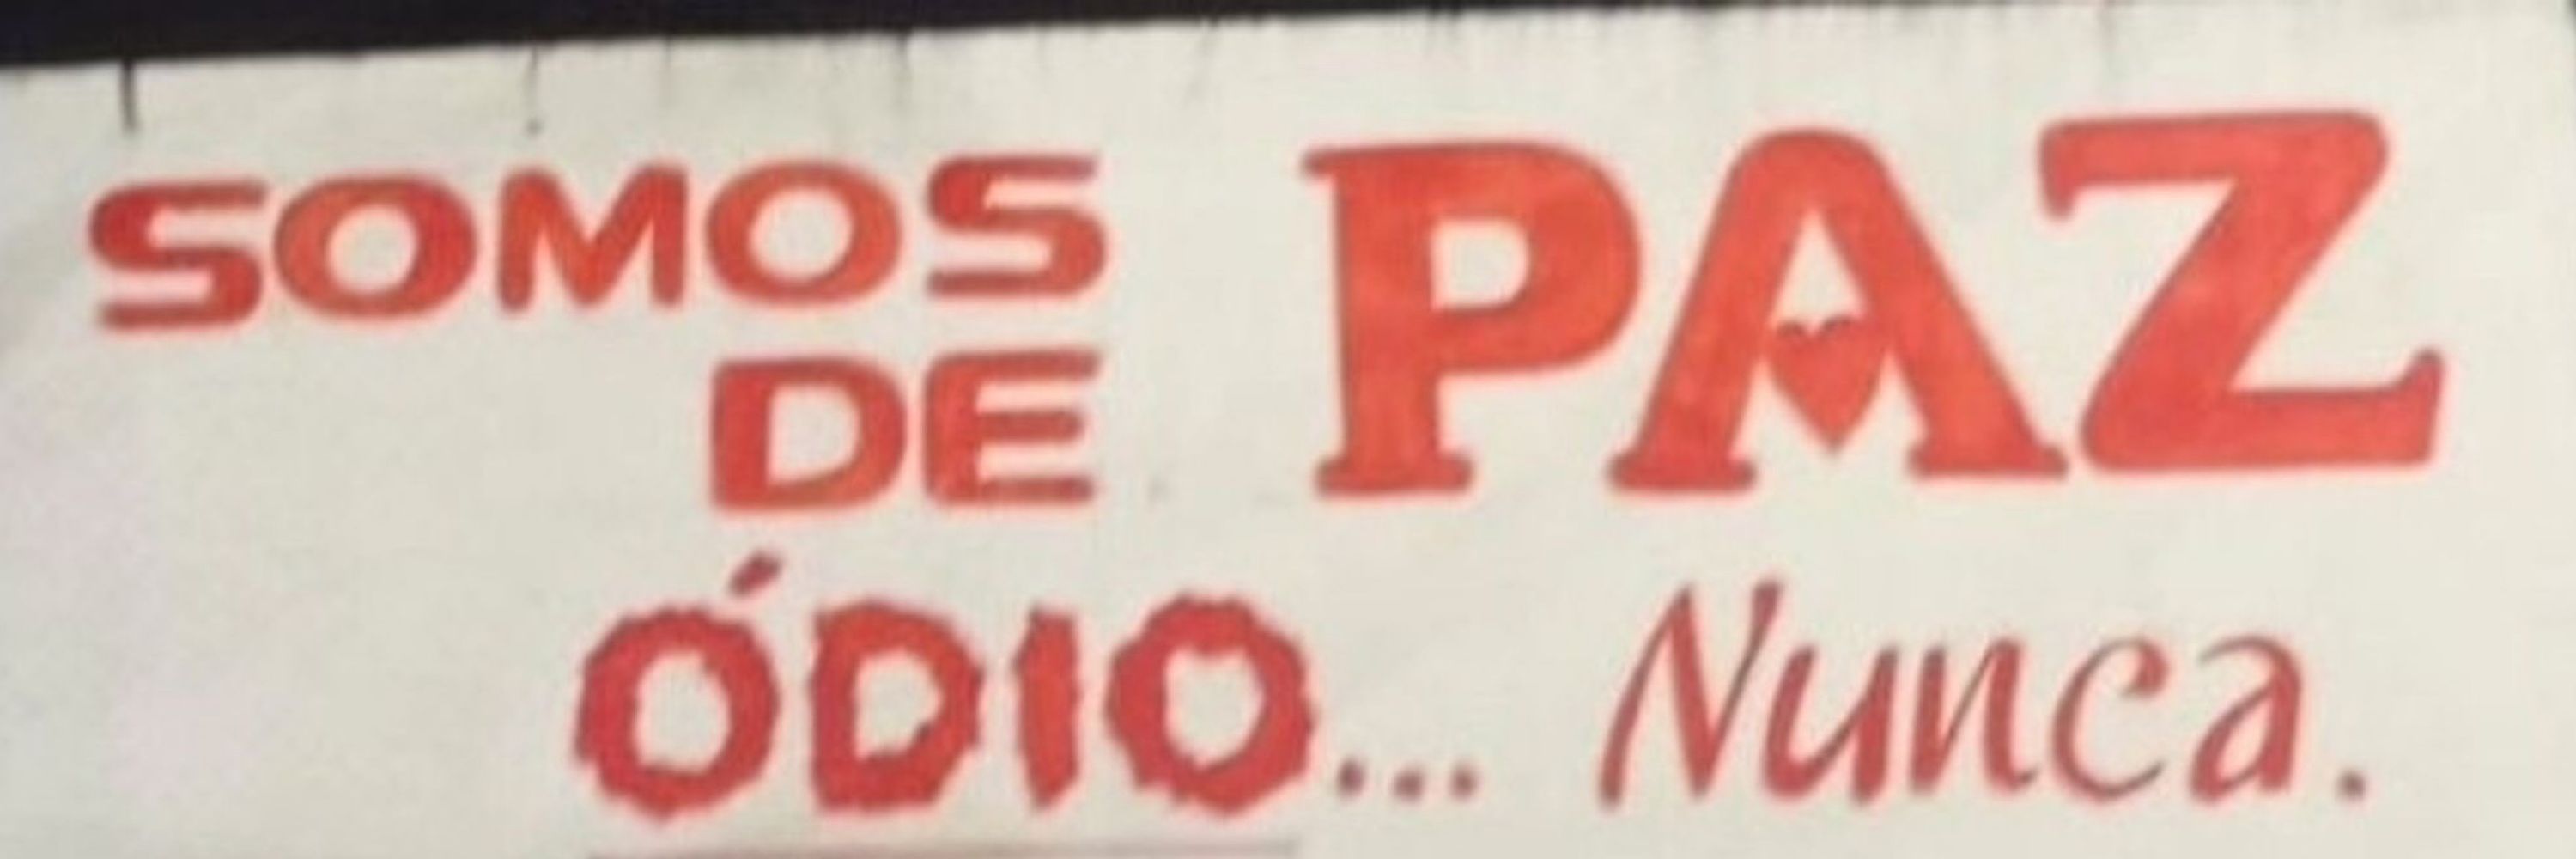 SOMOS
DE PAZ
ÓDIO... Nunca.